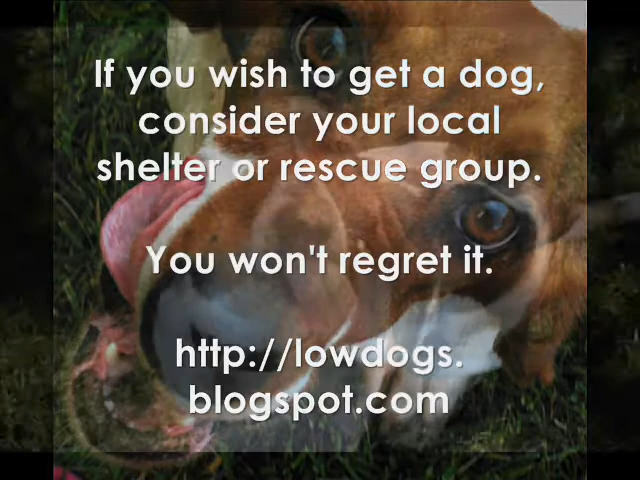 If you wish to get a dog,
consider your local
shelter or rescue group.
You won't regret it.
http://lowdogs.
blogspot.com